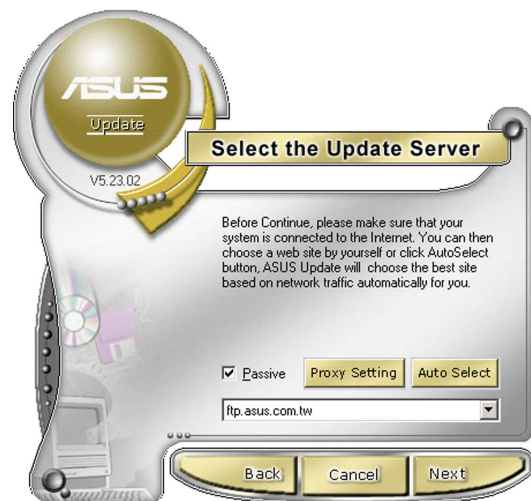 ASUS
Update
V5.23.02
Select the Update Server
Before Continue, please make sure that your
system is connected to the Internet. You can then
choose a web site by yourself or click AutoSelect
button, ASUS Update will choose the best site
based on network traffic automatically for you.
Passive
Proxy Setting
Auto Select
ftp.asus.com.tw
Back
Cancel
Next